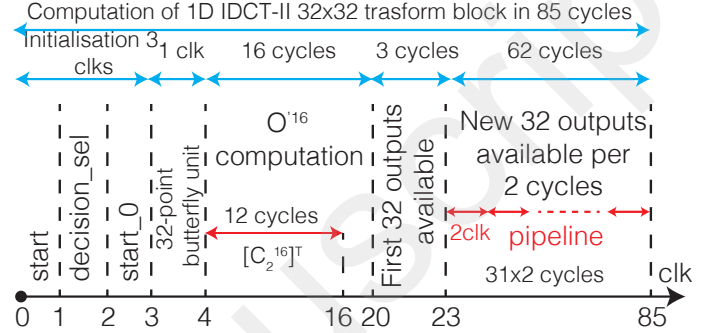 Computation of 1D IDCT-II 32x32 trasform block in 85 cycles
Initialisation 3
clks
1 clk
16 cycles
3 cycles
62 cycles
start
decision_sel
start_0
32-point
butterfly unit
O'16
computation
12 cycles
[C2 16]T
First 32 outputs
available
New 32 outputs
available per
2 cycles
2clk
pipeline
31x2 cycles
clk
0 1 2 3 4 16 20 23 85